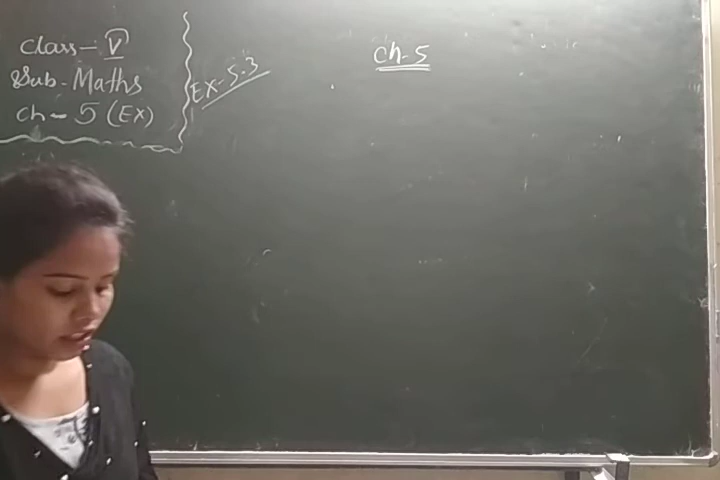 Class - V
Sub - Maths
Ch - 5 (Ex)
Ex - 5.3
Ch - 5